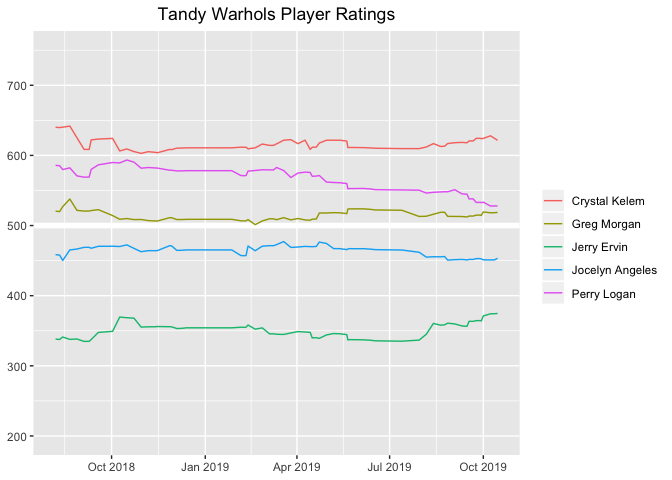 Tandy Warhols Player Ratings
700
600
500
400
300
200
Oct 2018 Jan 2019 Apr 2019 Jul 2019 Oct 2019
Crystal Kelem
Greg Morgan
Jerry Ervin
Jocelyn Angeles
Perry Logan